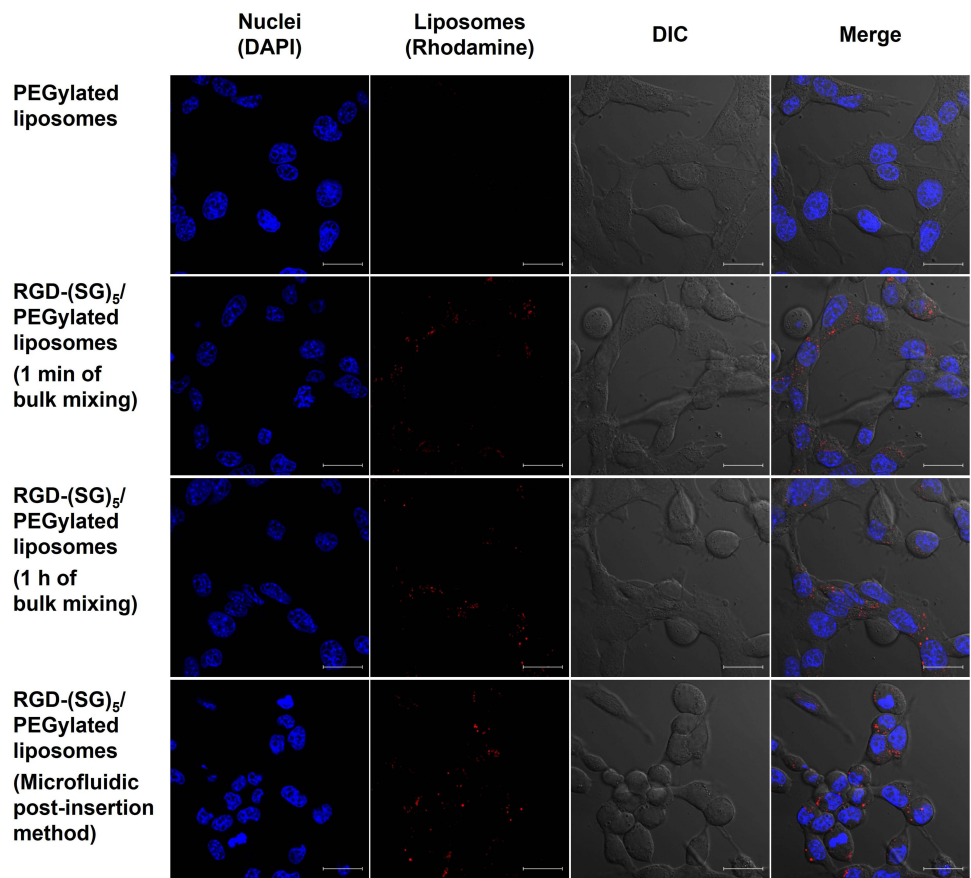 Nuclei
(DAPI)
Liposomes
(Rhodamine)
DIC
Merge
PEGylated
liposomes
RGD-(SG)₅/
PEGylated
liposomes
(1 min of
bulk mixing)
RGD-(SG)₅/
PEGylated
liposomes
(1 h of
bulk mixing)
RGD-(SG)₅/
PEGylated
liposomes
(Microfluidic
post-insertion
method)